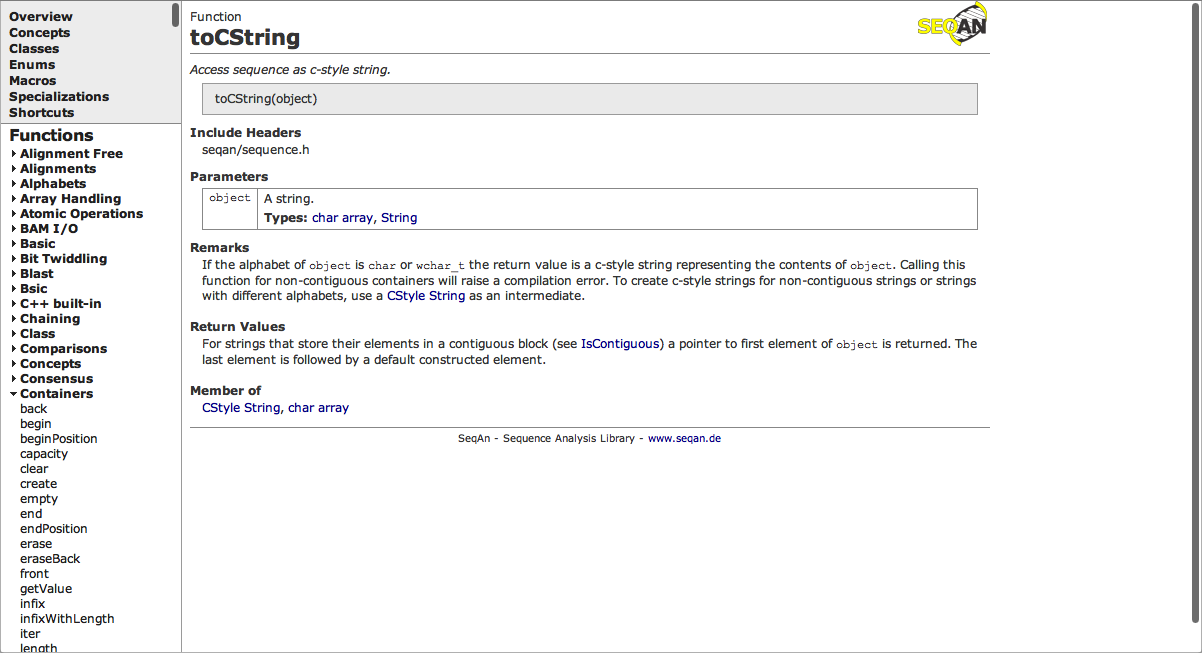 Overview
Concepts
Classes
Enums
Macros
Specializations
Shortcuts
Functions
Alignment Free
Alignments
Alphabets
Array Handling
Atomic Operations
BAM I/O
Basic
Bit Twiddling
Blast
Bsic
C++ built-in
Chaining
Class
Comparisons
Concepts
Consensus
Containers
back
begin
beginPosition
capacity
clear
create
empty
end
endPosition
erase
eraseBack
front
getValue
infix
infixWithLength
iter
length
Function
toCString
SEQAN
Access sequence as c-style string.
toCString(object)
Include Headers
seqan/sequence.h
Parameters
object
A string.
Types: char array, String
Remarks
If the alphabet of object is char or wchar_t the return value is a c-style string representing the contents of object. Calling this
function for non-contiguous containers will raise a compilation error. To create c-style strings for non-contiguous strings or strings
with different alphabets, use a CStyle String as an intermediate.
Return Values
For strings that store their elements in a contiguous block (see IsContiguous) a pointer to first element of object is returned. The
last element is followed by a default constructed element.
Member of
CStyle String, char array
SeqAn - Sequence Analysis Library - www.seqan.de